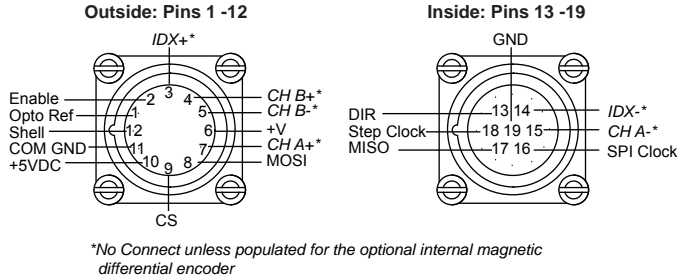 Outside: Pins 1 -12
IDX+*
Enable
Opto Ref
Shell
COM GND
+5VDC
2
3
4
1
5
12
6
11
7
10
9
8
CH B+*
CH B-*
+V
CH A+*
MOSI
CS
Inside: Pins 13 -19
GND
DIR
Step Clock
MISO
13 14
18 19 15
17 16
IDX-*
CH A-*
SPI Clock
*No Connect unless populated for the optional internal magnetic
differential encoder